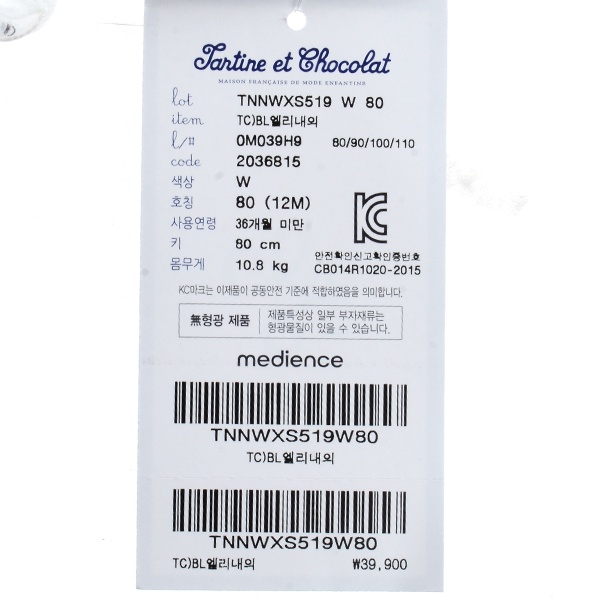 Tartine et Chocolat
MAISON FRANÇAISE DE MODE ENFANTINE
lot TNNWXS519 W 80
item TC)BL엘리내의
l/# 0M039H9 80/90/100/110
code 2036815
색상 W
호칭 80 (12M)
사용연령 36개월 미만
키 80 cm
몸무게 10.8 kg
안전확인신고확인증번호
CB014R1020-2015
KC마크는 이제품이 공동안전 기준에 적합하였음을 의미합니다.
無형광 제품
제품특성상 일부 부자재류는
형광물질이 있을 수 있습니다.
medience
TNNWXS519W80
TC)BL엘리내의
TNNWXS519W80
TC)BL엘리내의 ₩39,900